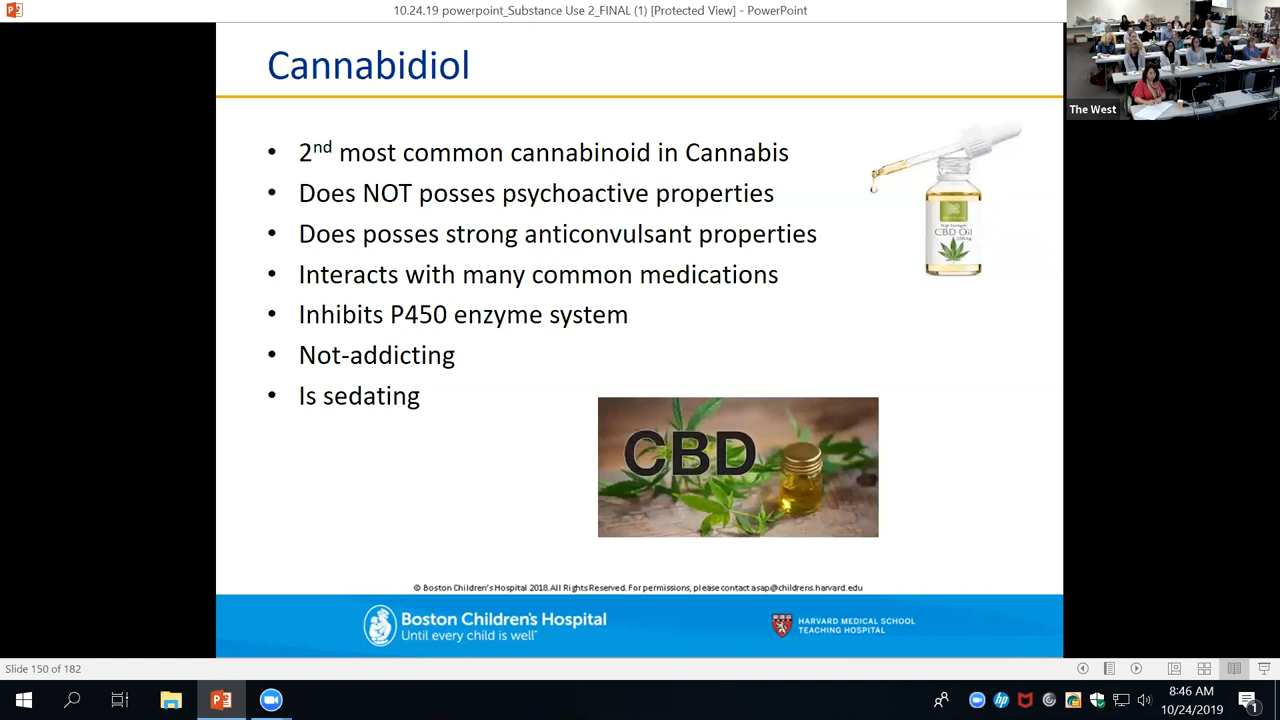 10.24.19 powerpoint_Substance Use 2_FINAL (1) [Protected View] - PowerPoint
The West
Cannabidiol
• 2nd most common cannabinoid in Cannabis
• Does NOT posses psychoactive properties
• Does posses strong anticonvulsant properties
• Interacts with many common medications
• Inhibits P450 enzyme system
• Not-addicting
• Is sedating
CBD Oil
CBD
© Boston Children's Hospital 2018. All Rights Reserved. For permissions, please contact asap@childrens.harvard.edu
Boston Children's Hospital
Until every child is well™
HARVARD MEDICAL SCHOOL
TEACHING HOSPITAL
Slide 150 of 182
8:46 AM
10/24/2019
1